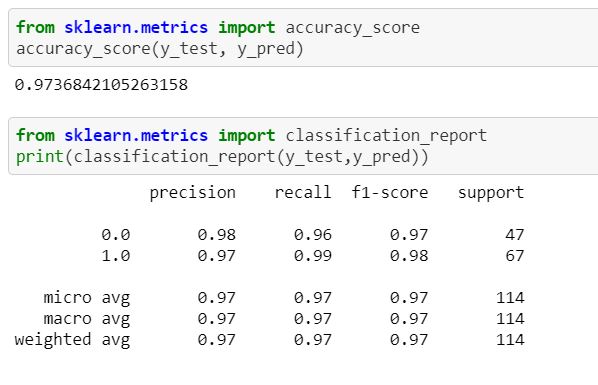 from sklearn.metrics import accuracy_score
accuracy_score(y_test, y_pred)
0.9736842105263158
from sklearn.metrics import classification_report
print(classification_report(y_test,y_pred))
precision recall f1-score support
0.0 0.98 0.96 0.97 47
1.0 0.97 0.99 0.98 67
micro avg 0.97 0.97 0.97 114
macro avg 0.97 0.97 0.97 114
weighted avg 0.97 0.97 0.97 114